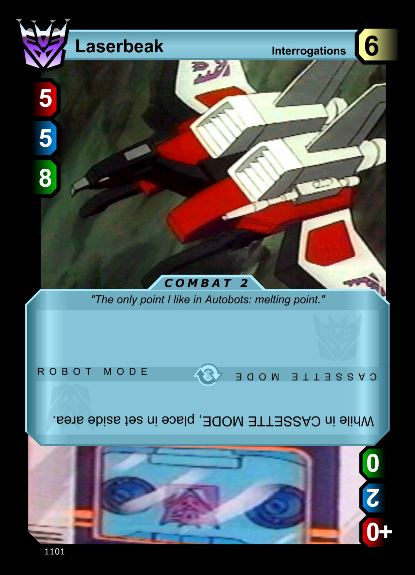 Laserbeak
Interrogations
6
5
5
8
COMBAT 2
"The only point I like in Autobots: melting point."
ROBOT MODE
CASSETTE MODE
While in CASSETTE MODE, place in set aside area.
0
2
0+
1101